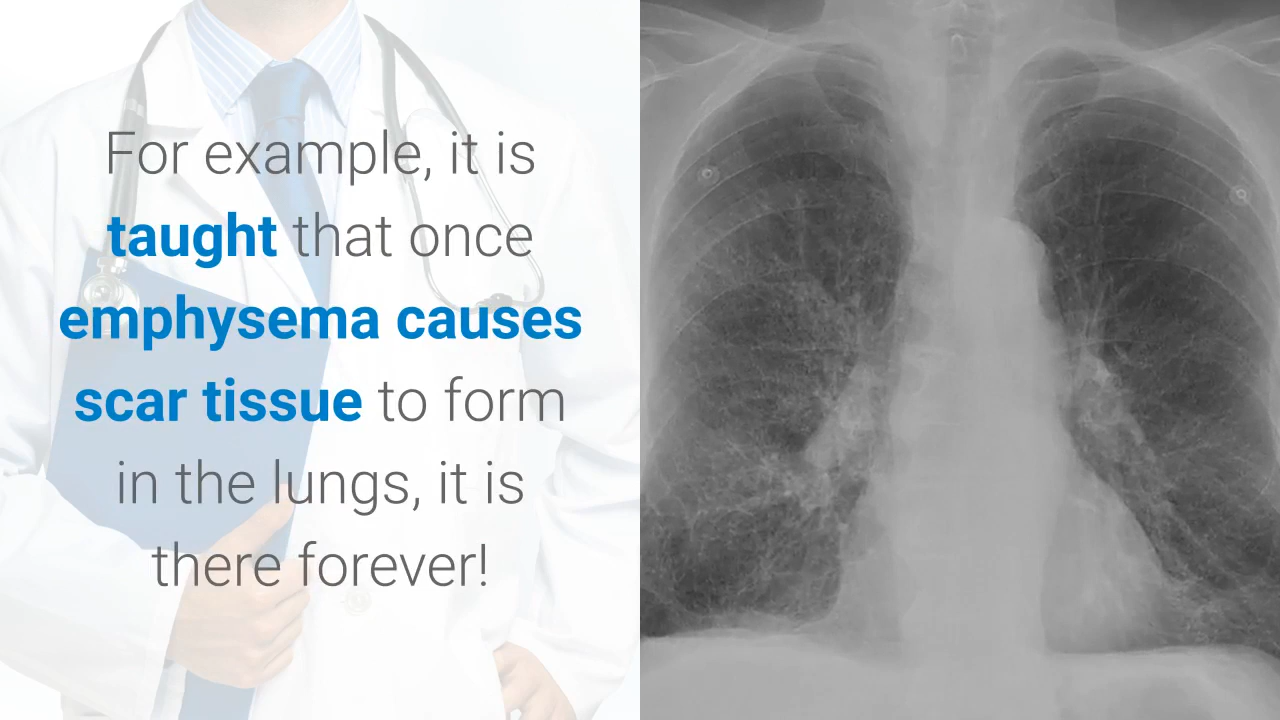 For example, it is
taught that once
emphysema causes
scar tissue to form
in the lungs, it is
there forever!